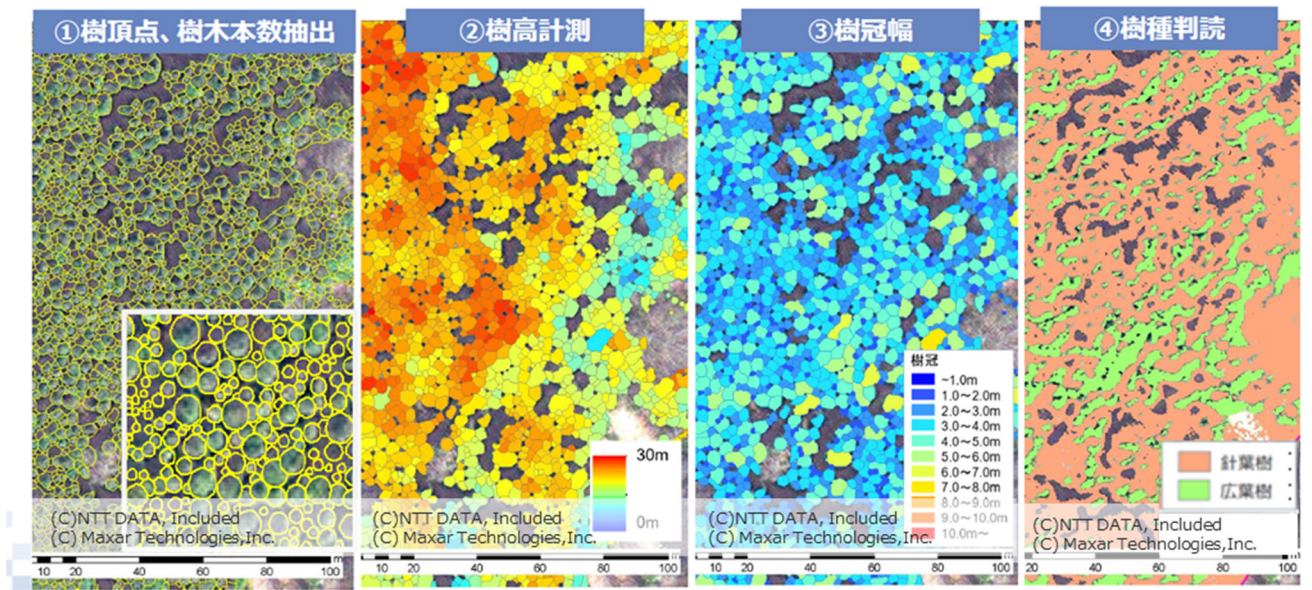 ①樹頂点、樹木本数抽出
(C)NTT DATA, Included
(C) Maxar Technologies,Inc.
m
10 20 40 60 80 100
②樹高計測
30m
0m
(C)NTT DATA, Included
(C) Maxar Technologies,Inc.
m
10 20 40 60 80 100
③樹冠幅
樹冠
~1.0m
1.0～2.0m
2.0～3.0m
3.0～4.0m
4.0～5.0m
5.0～6.0m
6.0～7.0m
7.0～8.0m
8.0～9.0m
9.0～10.0m
10.0m～
(C)NTT DATA, Included
(C) Maxar Technologies,Inc.
m
10 20 40 60 80 100
④樹種判読
針葉樹
広葉樹
(C)NTT DATA, Included
(C) Maxar Technologies,Inc.
m
20 40 60 80 100